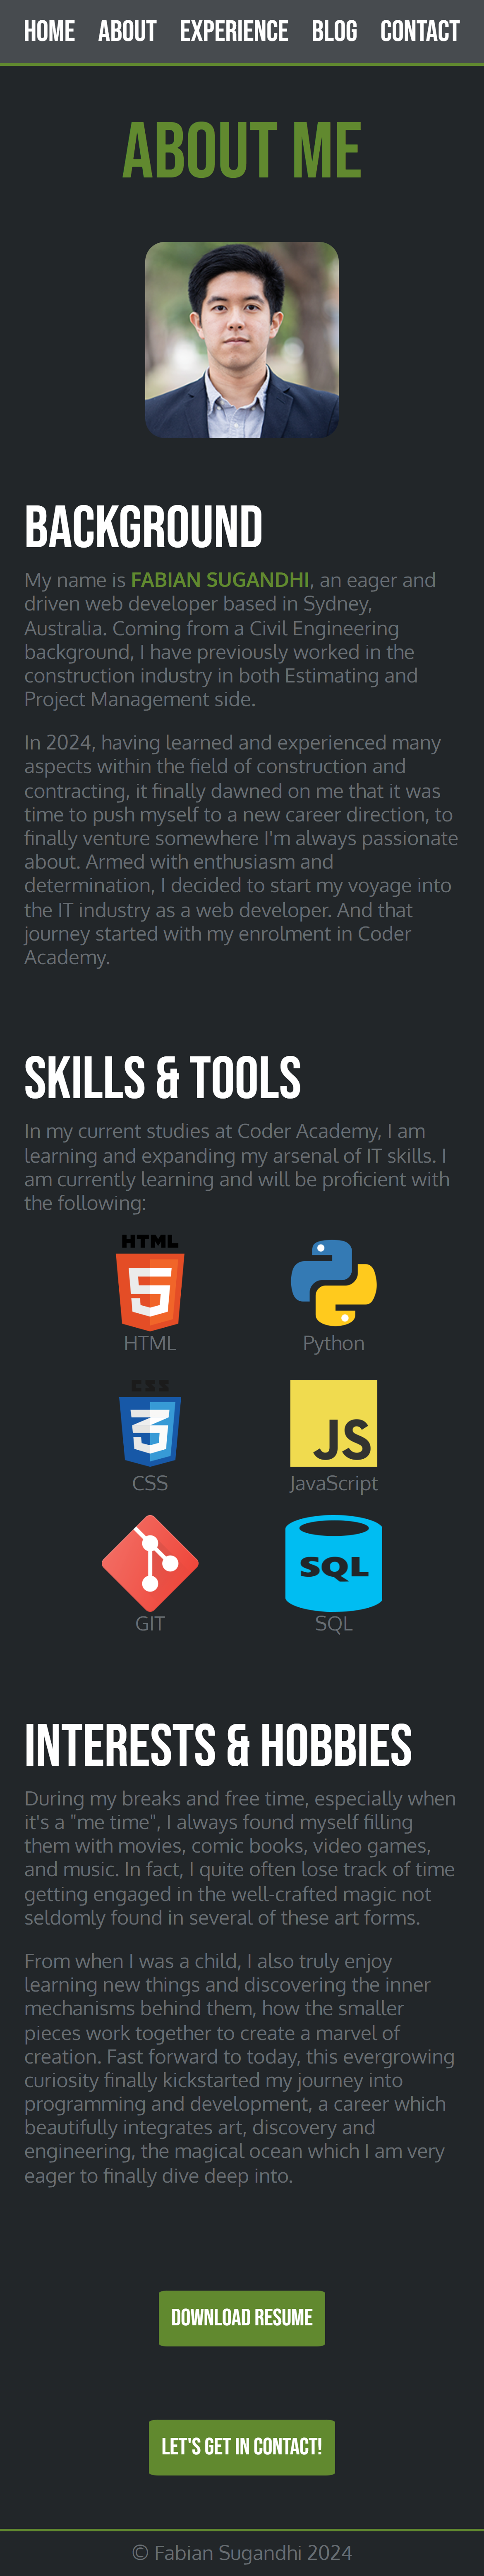 HOME ABOUT EXPERIENCE BLOG CONTACT
ABOUT ME
BACKGROUND
My name is FABIAN SUGANDHI, an eager and
driven web developer based in Sydney,
Australia. Coming from a Civil Engineering
background, I have previously worked in the
construction industry in both Estimating and
Project Management side.
In 2024, having learned and experienced many
aspects within the field of construction and
contracting, it finally dawned on me that it was
time to push myself to a new career direction, to
finally venture somewhere I'm always passionate
about. Armed with enthusiasm and
determination, I decided to start my voyage into
the IT industry as a web developer. And that
journey started with my enrolment in Coder
Academy.
SKILLS & TOOLS
In my current studies at Coder Academy, I am
learning and expanding my arsenal of IT skills. I
am currently learning and will be proficient with
the following:
HTML
5
HTML
Python
CSS
3
JS
CSS
JavaScript
SQL
GIT
SQL
INTERESTS & HOBBIES
During my breaks and free time, especially when
it's a "me time", I always found myself filling
them with movies, comic books, video games,
and music. In fact, I quite often lose track of time
getting engaged in the well-crafted magic not
seldomly found in several of these art forms.
From when I was a child, I also truly enjoy
learning new things and discovering the inner
mechanisms behind them, how the smaller
pieces work together to create a marvel of
creation. Fast forward to today, this evergrowing
curiosity finally kickstarted my journey into
programming and development, a career which
beautifully integrates art, discovery and
engineering, the magical ocean which I am very
eager to finally dive deep into.
DOWNLOAD RESUME
LET'S GET IN CONTACT!
© Fabian Sugandhi 2024